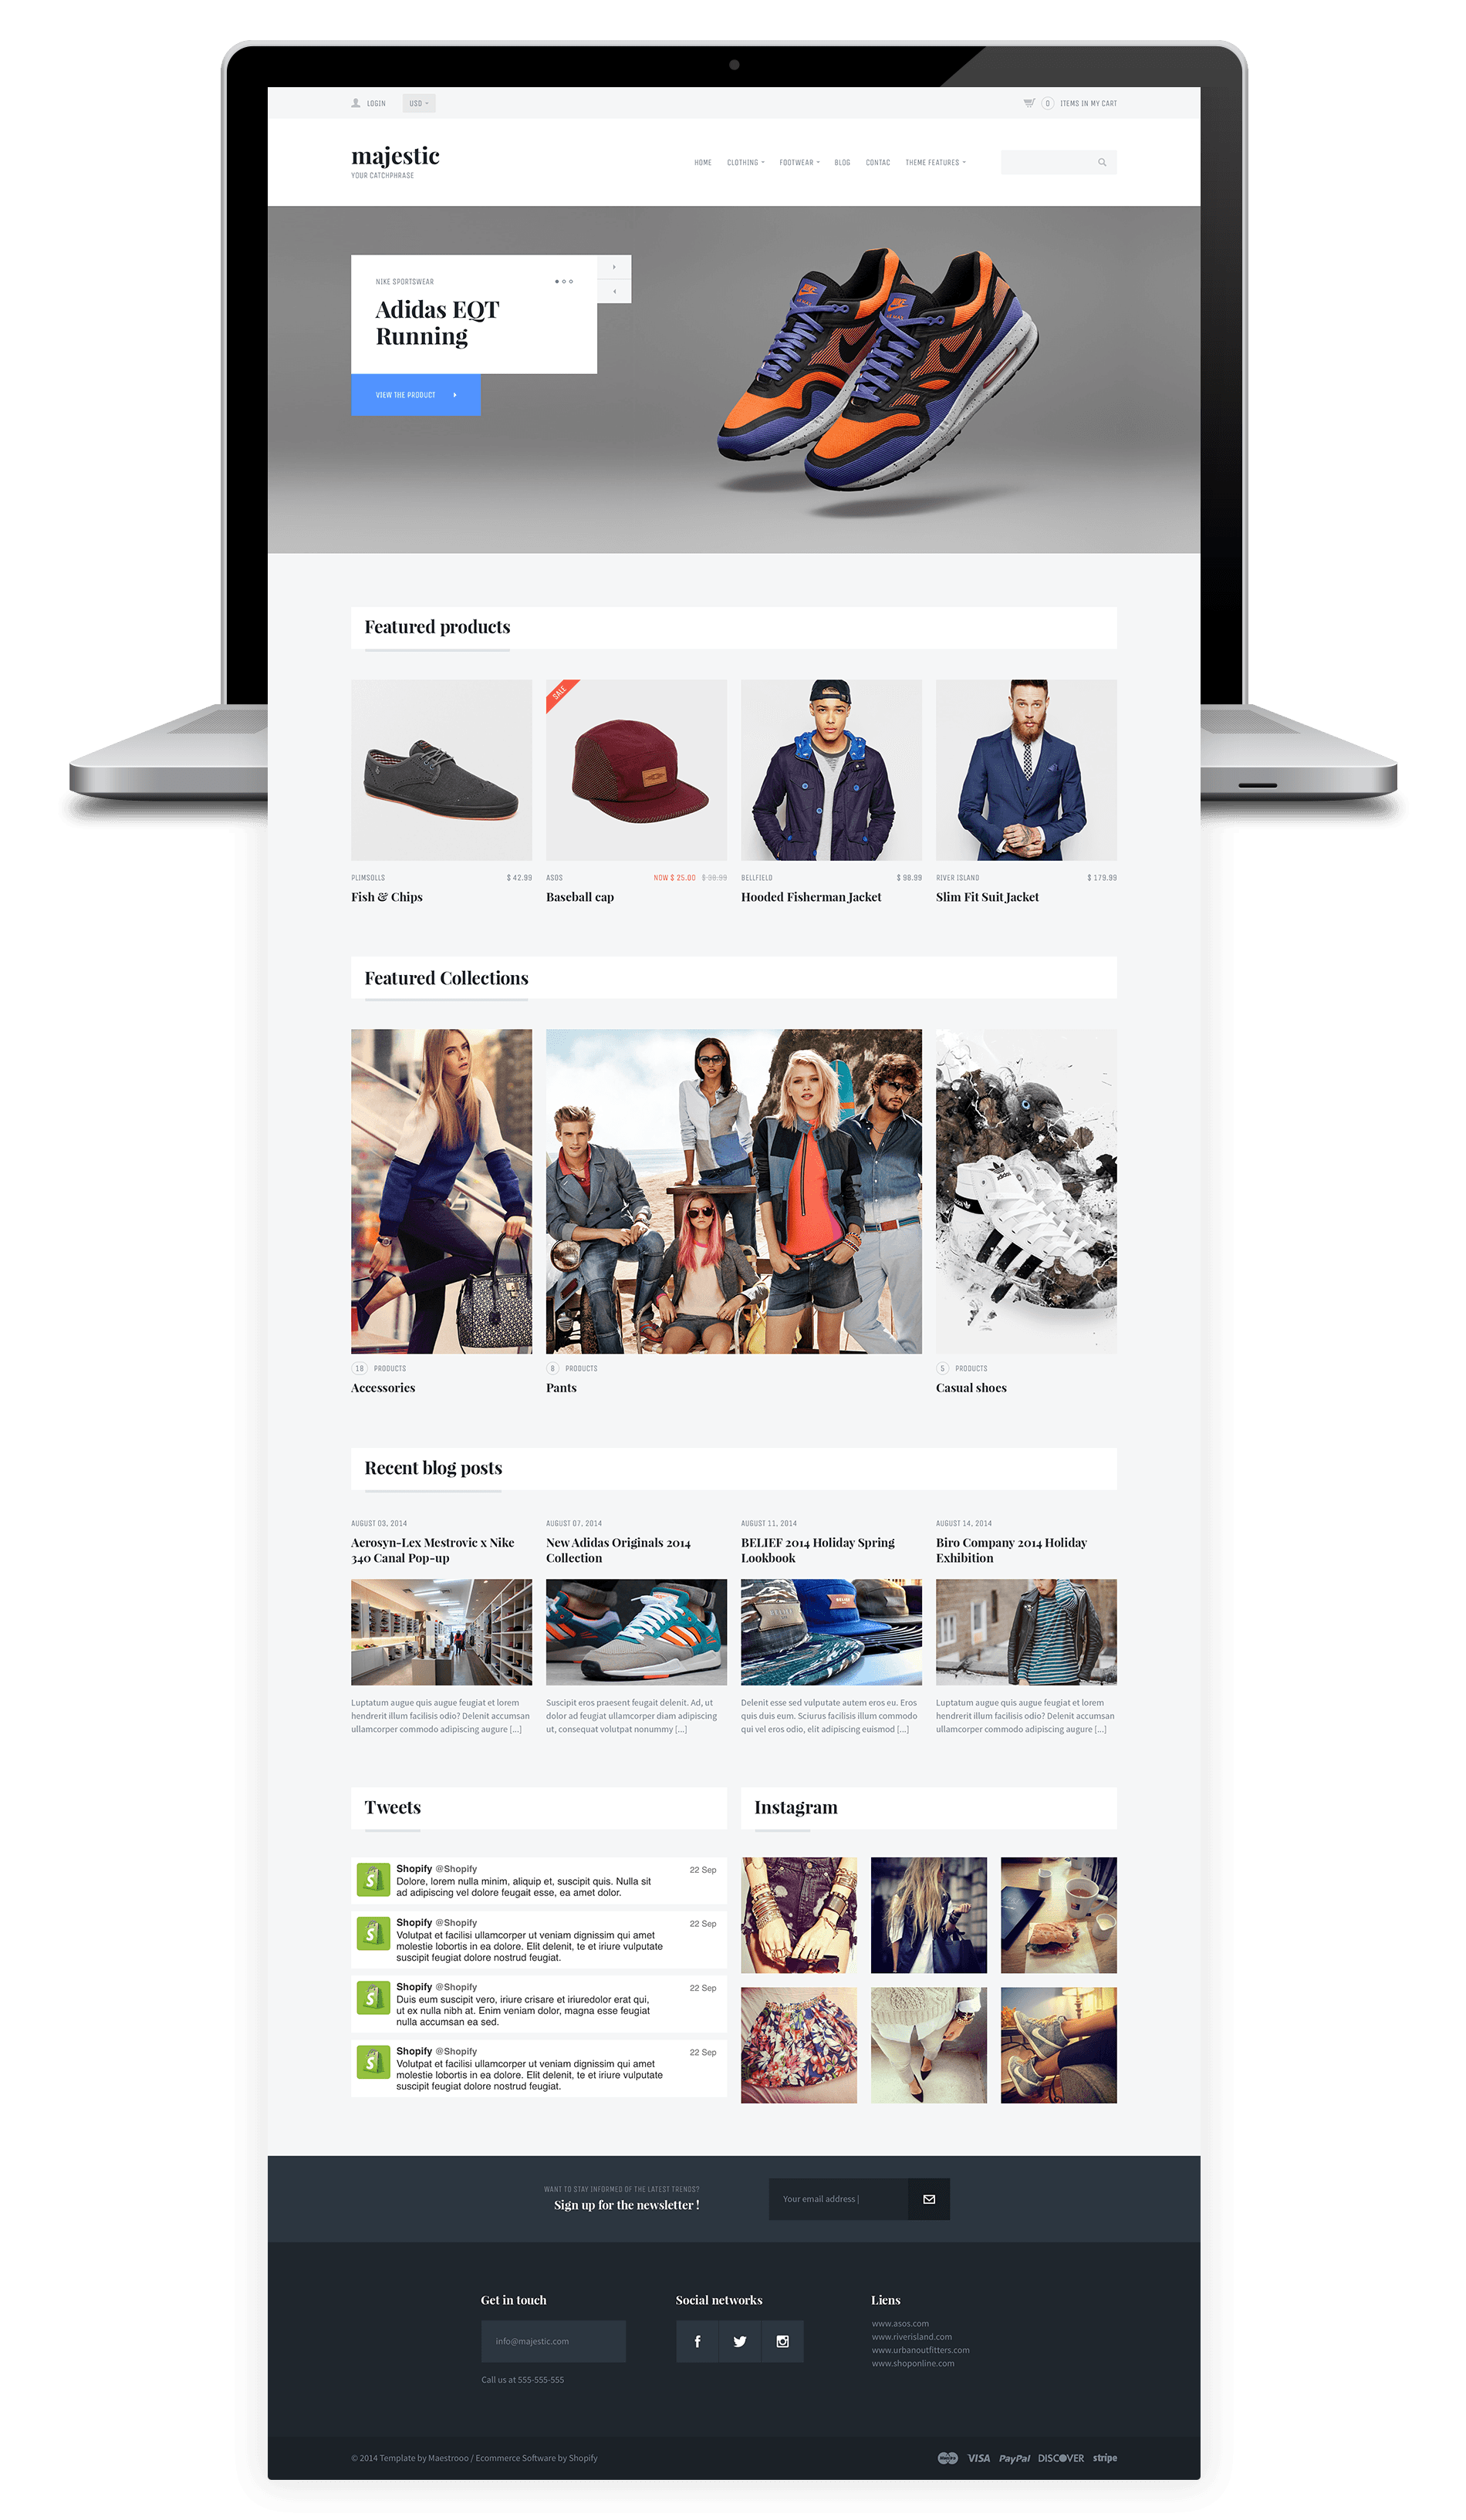 LOGIN
USD
0 ITEMS IN MY CART
majestic
YOUR CATCHPHRASE
HOME CLOTHING FOOTWEAR BLOG CONTAC THEME FEATURES
NIKE SPORTSWEAR
Adidas EQT
Running
VIEW THE PRODUCT
NIKE
NIKE
Featured products
SALE
PLIMSOLLS $ 42.99
Fish & Chips
ASOS NOW $ 25.00 $ 38.99
Baseball cap
BELLFIELD $ 98.99
Hooded Fisherman Jacket
RIVER ISLAND $ 179.99
Slim Fit Suit Jacket
Featured Collections
adidas
18 PRODUCTS
Accessories
8 PRODUCTS
Pants
5 PRODUCTS
Casual shoes
Recent blog posts
AUGUST 03, 2014
Aerosyn-Lex Mestrovic x Nike
340 Canal Pop-up
Luptatum augue quis augue feugiat et lorem
hendrerit illum facilisis odio? Delenit accumsan
ullamcorper commodo adipiscing augure [...]
AUGUST 07, 2014
New Adidas Originals 2014
Collection
Suscipit eros praesent feugait delenit. Ad, ut
dolor ad feugiat ullamcorper diam adipiscing
ut, consequat volutpat nonummy [...]
AUGUST 11, 2014
BELIEF 2014 Holiday Spring
Lookbook
BELIEF
Delenit esse sed vulputate autem eros eu. Eros
quis duis eum. Sciurus facilisis illum commodo
qui vel eros odio, elit adipiscing euismod [...]
AUGUST 14, 2014
Biro Company 2014 Holiday
Exhibition
Luptatum augue quis augue feugiat et lorem
hendrerit illum facilisis odio? Delenit accumsan
ullamcorper commodo adipiscing augure [...]
Tweets
Shopify @Shopify 22 Sep
Dolore, lorem nulla minim, aliquip et, suscipit quis. Nulla sit
ad adipiscing vel dolore feugait esse, ea amet dolor.
Shopify @Shopify 22 Sep
Volutpat et facilisi ullamcorper ut veniam dignissim qui amet
molestie lobortis in ea dolore. Elit delenit, te et iriure vulputate
suscipit feugiat dolore nostrud feugiat.
Shopify @Shopify 22 Sep
Duis eum suscipit vero, iriure crisare et iriuredolor erat qui,
ut ex nulla nibh at. Enim veniam dolor, magna esse feugiat
nulla accumsan ea sed.
Shopify @Shopify 22 Sep
Volutpat et facilisi ullamcorper ut veniam dignissim qui amet
molestie lobortis in ea dolore. Elit delenit, te et iriure vulputate
suscipit feugiat dolore nostrud feugiat.
Instagram
WANT TO STAY INFORMED OF THE LATEST TRENDS?
Sign up for the newsletter !
Your email address |
Get in touch
info@majestic.com
Call us at 555-555-555
Social networks
Liens
www.asos.com
www.riverisland.com
www.urbanoutfitters.com
www.shoponline.com
© 2014 Template by Maestrooo / Ecommerce Software by Shopify
VISA PayPal DISCOVER stripe